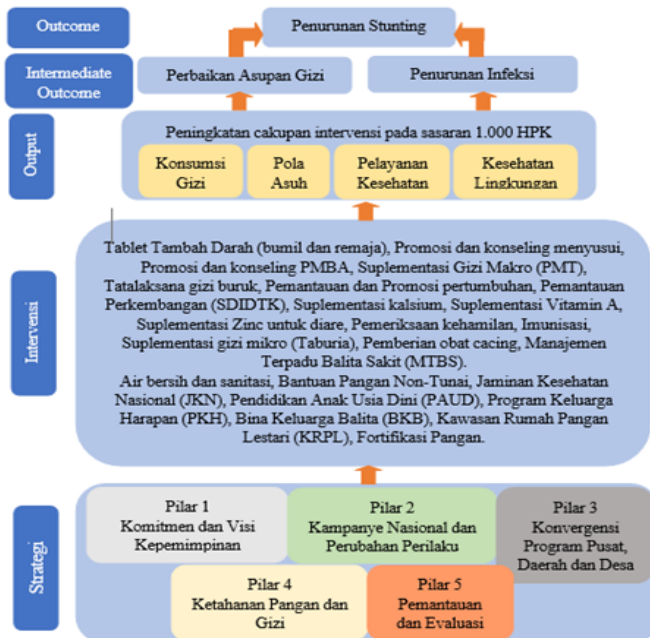 Outcome
Penurunan Stunting
Intermediate
Outcome
Perbaikan Asupan Gizi
Penurunan Infeksi
Output
Peningkatan cakupan intervensi pada sasaran 1.000 HPK
Konsumsi
Gizi
Pola
Asuh
Pelayanan
Kesehatan
Kesehatan
Lingkungan
Intervensi
Tablet Tambah Darah (bumil dan remaja), Promosi dan konseling menyusui,
Promosi dan konseling PMBA, Suplementasi Gizi Makro (PMT),
Tatalaksana gizi buruk, Pemantauan dan Promosi pertumbuhan, Pemantauan
Perkembangan (SDIDTK), Suplementasi kalsium, Suplementasi Vitamin A,
Suplementasi Zinc untuk diare, Pemeriksaan kehamilan, Imunisasi,
Suplementasi gizi mikro (Taburia), Pemberian obat cacing, Manajemen
Terpadu Balita Sakit (MTBS).
Air bersih dan sanitasi, Bantuan Pangan Non-Tunai, Jaminan Kesehatan
Nasional (JKN), Pendidikan Anak Usia Dini (PAUD), Program Keluarga
Harapan (PKH), Bina Keluarga Balita (BKB), Kawasan Rumah Pangan
Lestari (KRPL), Fortifikasi Pangan.
Strategi
Pilar 1
Komitmen dan Visi
Kepemimpinan
Pilar 2
Kampanye Nasional dan
Perubahan Perilaku
Pilar 3
Konvergensi
Program Pusat,
Daerah dan Desa
Pilar 4
Ketahanan Pangan dan
Gizi
Pilar 5
Pemantauan
dan Evaluasi